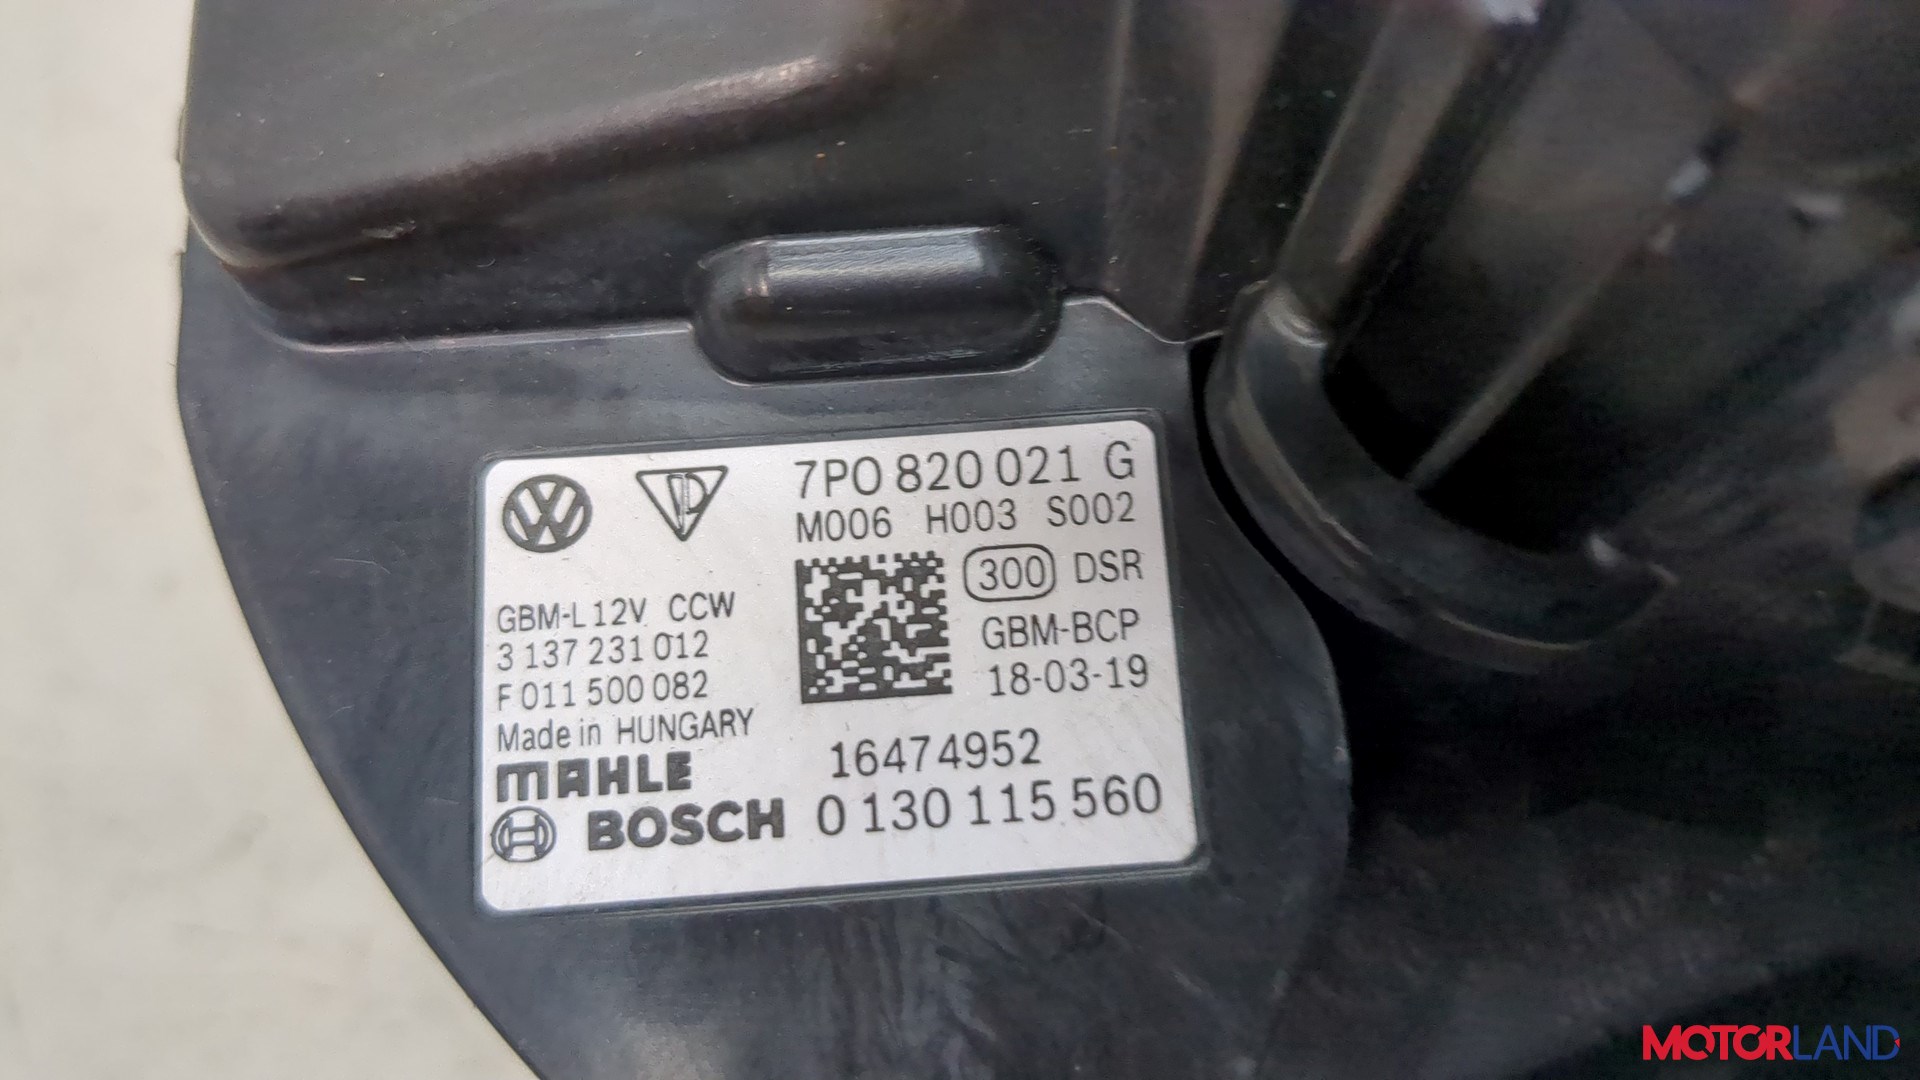 7P0 820 021 G
M006 H003 S002
300 DSR
GBM-L 12V CCW
GBM-BCP
3 137 231 012
18-03-19
F 011 500 082
Made in HUNGARY
MAHLE
16474952
BOSCH 0 130 115 560
MOTORLAND